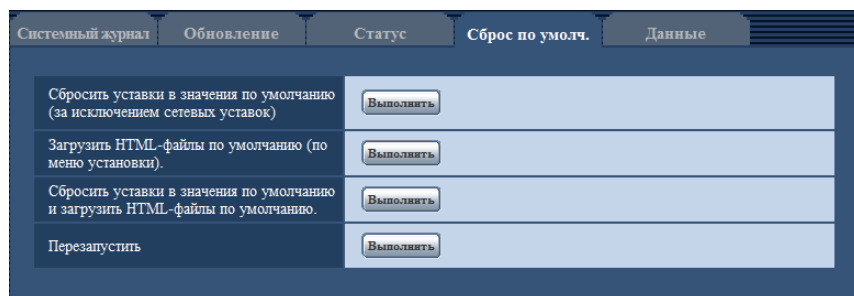 Системный журнал Обновление Статус Сброс по умолч. Данные
Сбросить уставки в значения по умолчанию
(за исключением сетевых уставок)
Выполнить
Загрузить HTML-файлы по умолчанию (по
меню установки).
Выполнить
Сбросить уставки в значения по умолчанию
и загрузить HTML-файлы по умолчанию.
Выполнить
Перезапустить
Выполнить